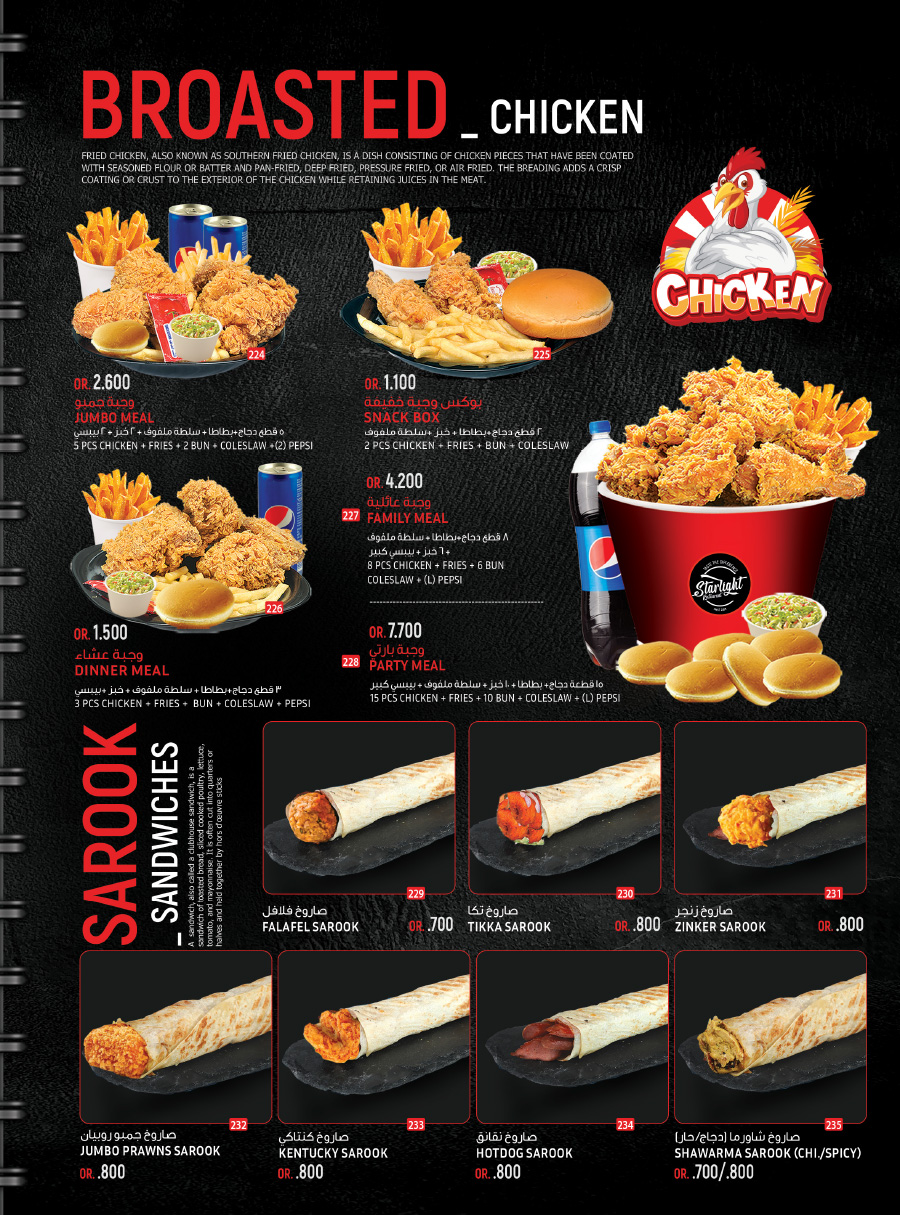 BROASTED _ CHICKEN
FRIED CHICKEN, ALSO KNOWN AS SOUTHERN FRIED CHICKEN, IS A DISH CONSISTING OF CHICKEN PIECES THAT HAVE BEEN COATED
WITH SEASONED FLOUR OR BATTER AND PAN-FRIED, DEEP FRIED, PRESSURE FRIED, OR AIR FRIED. THE BREADING ADDS A CRISP
COATING OR CRUST TO THE EXTERIOR OF THE CHICKEN WHILE RETAINING JUICES IN THE MEAT.
CHICKEN
224
OR. 2.600
وجبة جمبو
JUMBO MEAL
٥ قطع دجاج+بطاطا + سلطة ملفوف + ٢ خبز + ٢ بيبسي
5 PCS CHICKEN + FRIES + 2 BUN + COLESLAW +(2) PEPSI
225
OR. 1.100
بوكس وجبة خفيفة
SNACK BOX
٢ قطع دجاج+بطاطا + خبز + سلطة ملفوف
2 PCS CHICKEN + FRIES + BUN + COLESLAW
226
OR. 1.500
وجبة عشاء
DINNER MEAL
٣ قطع دجاج+بطاطا + سلطة ملفوف + خبز +بيبسي
3 PCS CHICKEN + FRIES + BUN + COLESLAW + PEPSI
OR. 4.200
وجبة عائلية
227 FAMILY MEAL
٨ قطع دجاج+بطاطا + سلطة ملفوف
+ ٦ خبز + بيبسي كبير
8 PCS CHICKEN + FRIES + 6 BUN
COLESLAW + (L) PEPSI
OR. 7.700
وجبة بارتي
228 PARTY MEAL
١٥ قطعة دجاج+ بطاطا + ١٠ خبز + سلطة ملفوف + بيبسي كبير
15 PCS CHICKEN + FRIES + 10 BUN + COLESLAW + (L) PEPSI
Starlight
Restaurant
pepsi
SAROOK
_ SANDWICHES
A sandwich, also called a clubhouse sandwich, is a
sandwich of toasted bread, sliced cooked poultry, lettuce,
tomato, and mayonnaise. It is often cut into quarters or
halves and held together by hors d'œuvre sticks
229
صاروخ فلافل
FALAFEL SAROOK OR. .700
230
صاروخ تكا
TIKKA SAROOK OR. .800
231
صاروخ زنجر
ZINKER SAROOK OR. .800
232
صاروخ جمبو روبيان
JUMBO PRAWNS SAROOK
OR. .800
233
صاروخ كنتاكي
KENTUCKY SAROOK
OR. .800
234
صاروخ نقانق
HOTDOG SAROOK
OR. .800
235
صاروخ شاورما (دجاج/حار)
SHAWARMA SAROOK (CHI./SPICY)
OR. .700/.800